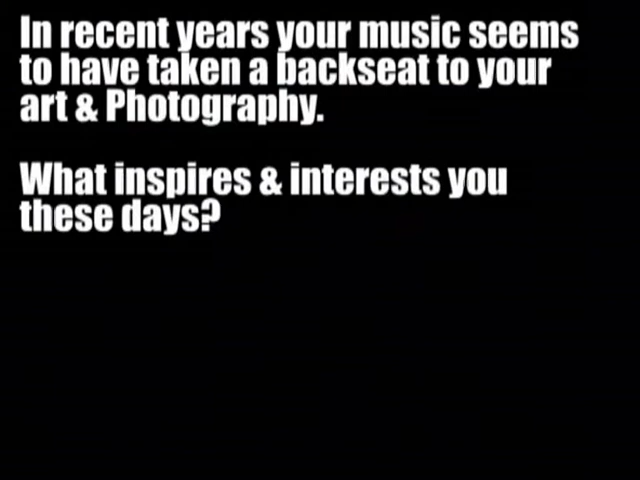 In recent years your music seems
to have taken a backseat to your
art & Photography.
What inspires & interests you
these days?